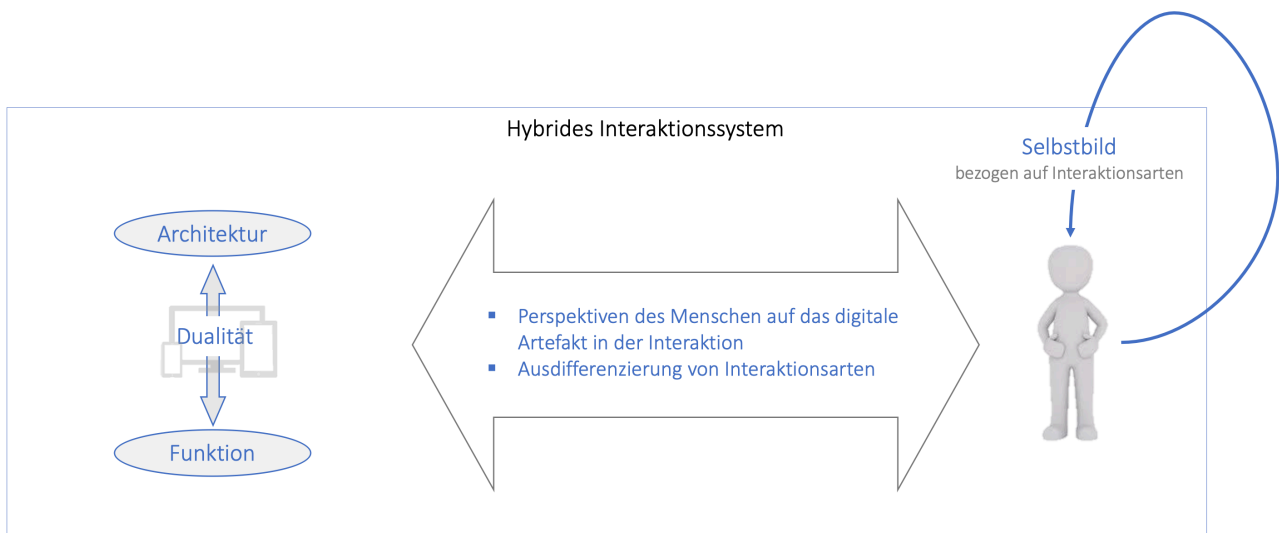 Hybrides Interaktionssystem
Selbstbild
bezogen auf Interaktionsarten
Architektur
Dualität
Funktion
▪ Perspektiven des Menschen auf das digitale
Artefakt in der Interaktion
▪ Ausdifferenzierung von Interaktionsarten